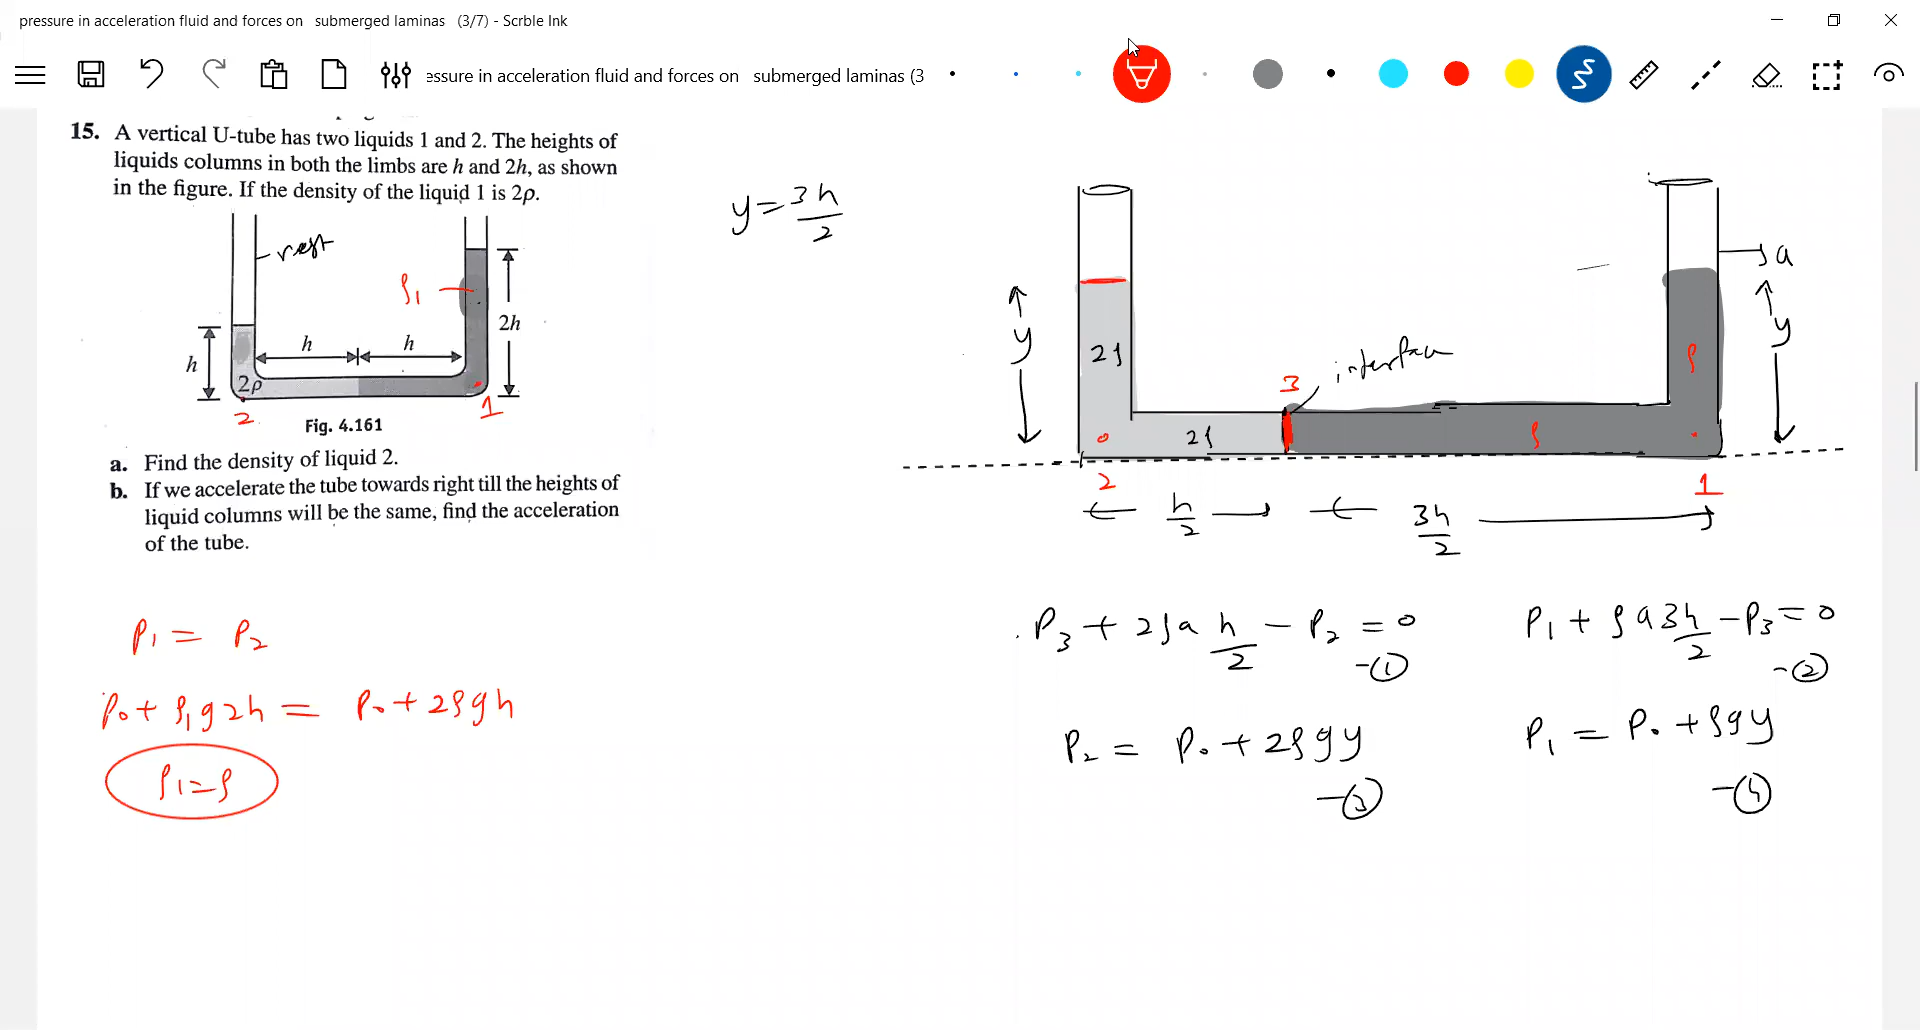 pressure in acceleration fluid and forces on submerged laminas (3/7) - Scrble Ink
essure in acceleration fluid and forces on submerged laminas (3
15. A vertical U-tube has two liquids 1 and 2. The heights of
liquids columns in both the limbs are h and 2h, as shown
in the figure. If the density of the liquid 1 is 2ρ.
rest
ρ₁
2h
h
h
h
2ρ
2
1
Fig. 4.161
a. Find the density of liquid 2.
b. If we accelerate the tube towards right till the heights of
liquid columns will be the same, find the acceleration
of the tube.
P₁ = P₂
P₀ + ρ₁g2h = P₀ + 2ρgh
ρ₁=ρ
y = 3h/2
a
y
y
2ρ
ρ
3
interface
2ρ
ρ
2
1
h/2
3h/2
P₃ + 2ρa h/2 − P₂ = 0 −①
P₁ + ρa3h/2 − P₃ = 0 −②
P₂ = P₀ + 2ρgy −③
P₁ = P₀ + ρgy −④